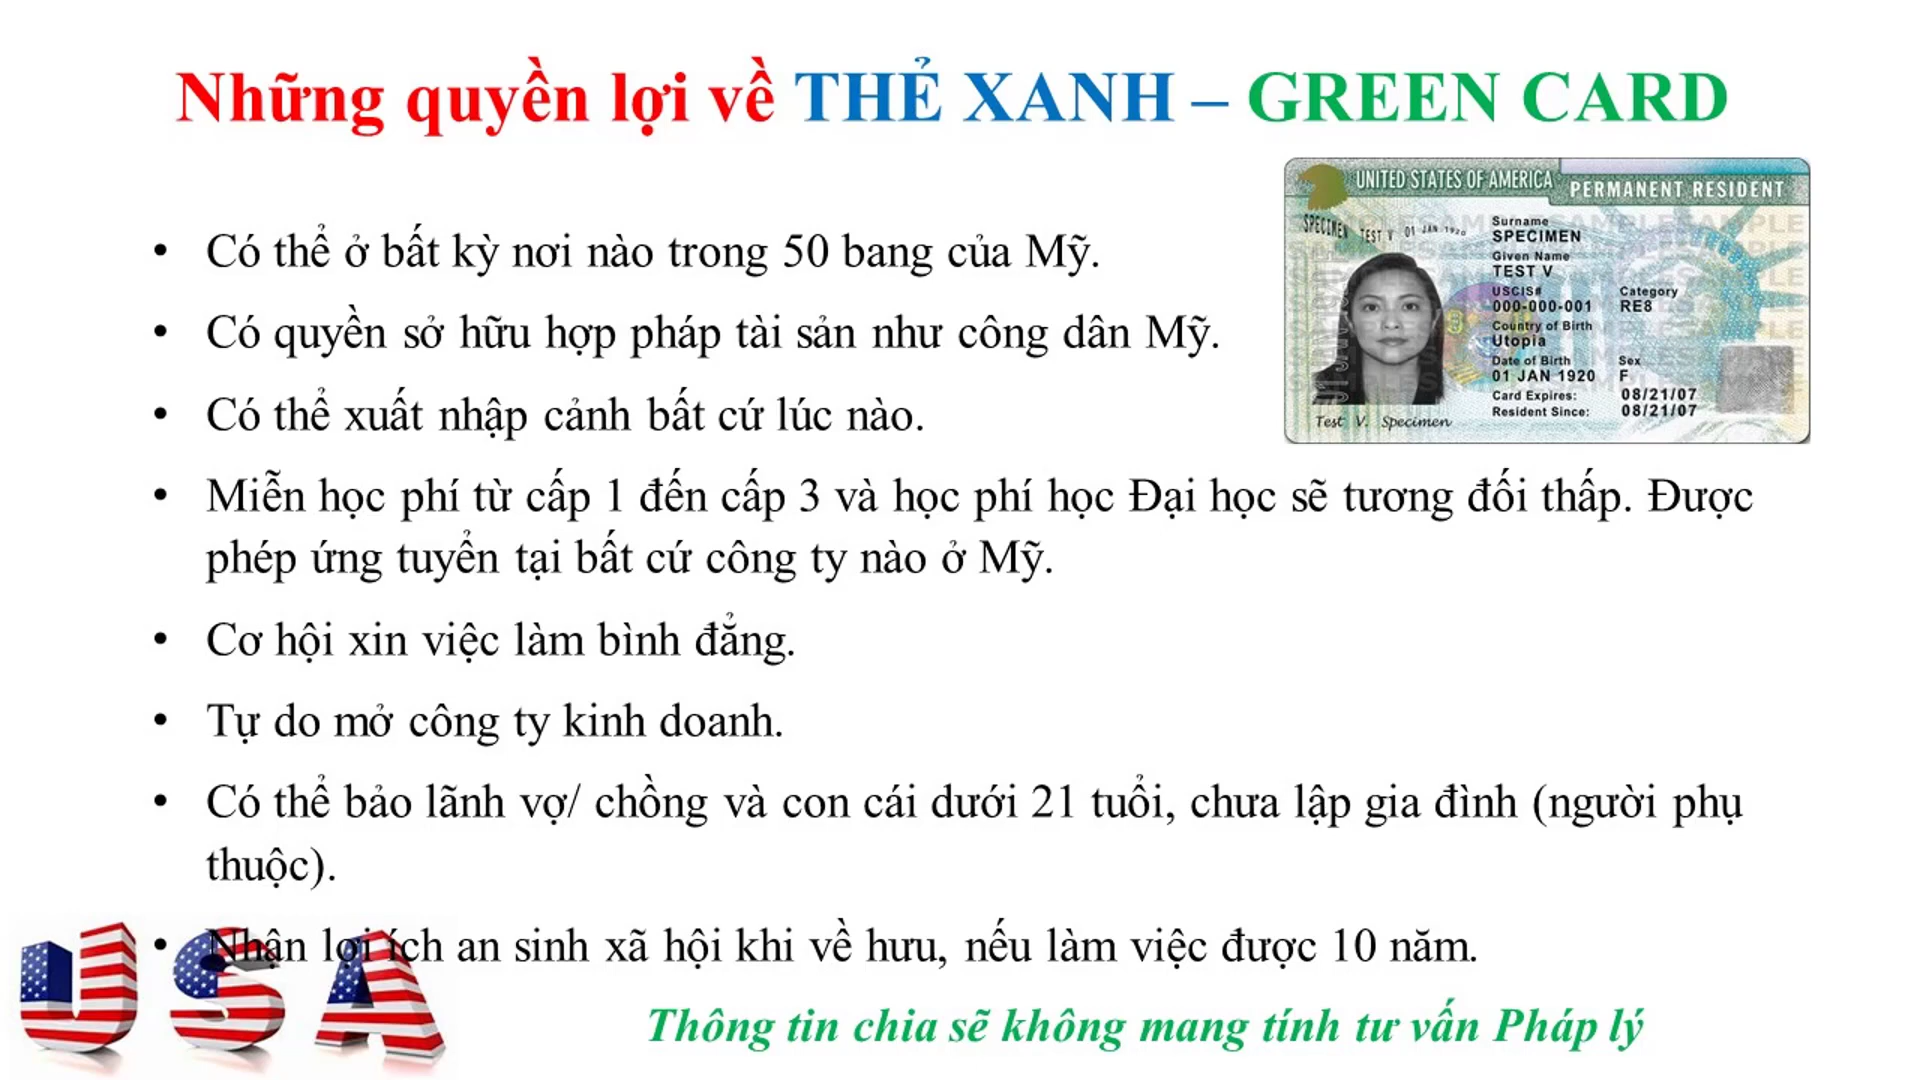 Những quyền lợi về THẺ XANH – GREEN CARD
UNITED STATES OF AMERICA
PERMANENT RESIDENT
SPECIMEN TEST V 01 JAN 1920
Surname
SPECIMEN
Given Name
TEST V
USCIS# Category
000-000-001 RE8
Country of Birth
Utopia
Date of Birth Sex
01 JAN 1920 F
Card Expires: 08/21/07
Resident Since: 08/21/07
Test V. Specimen
• Có thể ở bất kỳ nơi nào trong 50 bang của Mỹ.
• Có quyền sở hữu hợp pháp tài sản như công dân Mỹ.
• Có thể xuất nhập cảnh bất cứ lúc nào.
• Miễn học phí từ cấp 1 đến cấp 3 và học phí học Đại học sẽ tương đối thấp. Được
phép ứng tuyển tại bất cứ công ty nào ở Mỹ.
• Cơ hội xin việc làm bình đẳng.
• Tự do mở công ty kinh doanh.
• Có thể bảo lãnh vợ/ chồng và con cái dưới 21 tuổi, chưa lập gia đình (người phụ
thuộc).
• Nhận lợi ích an sinh xã hội khi về hưu, nếu làm việc được 10 năm.
USA
Thông tin chia sẽ không mang tính tư vấn Pháp lý